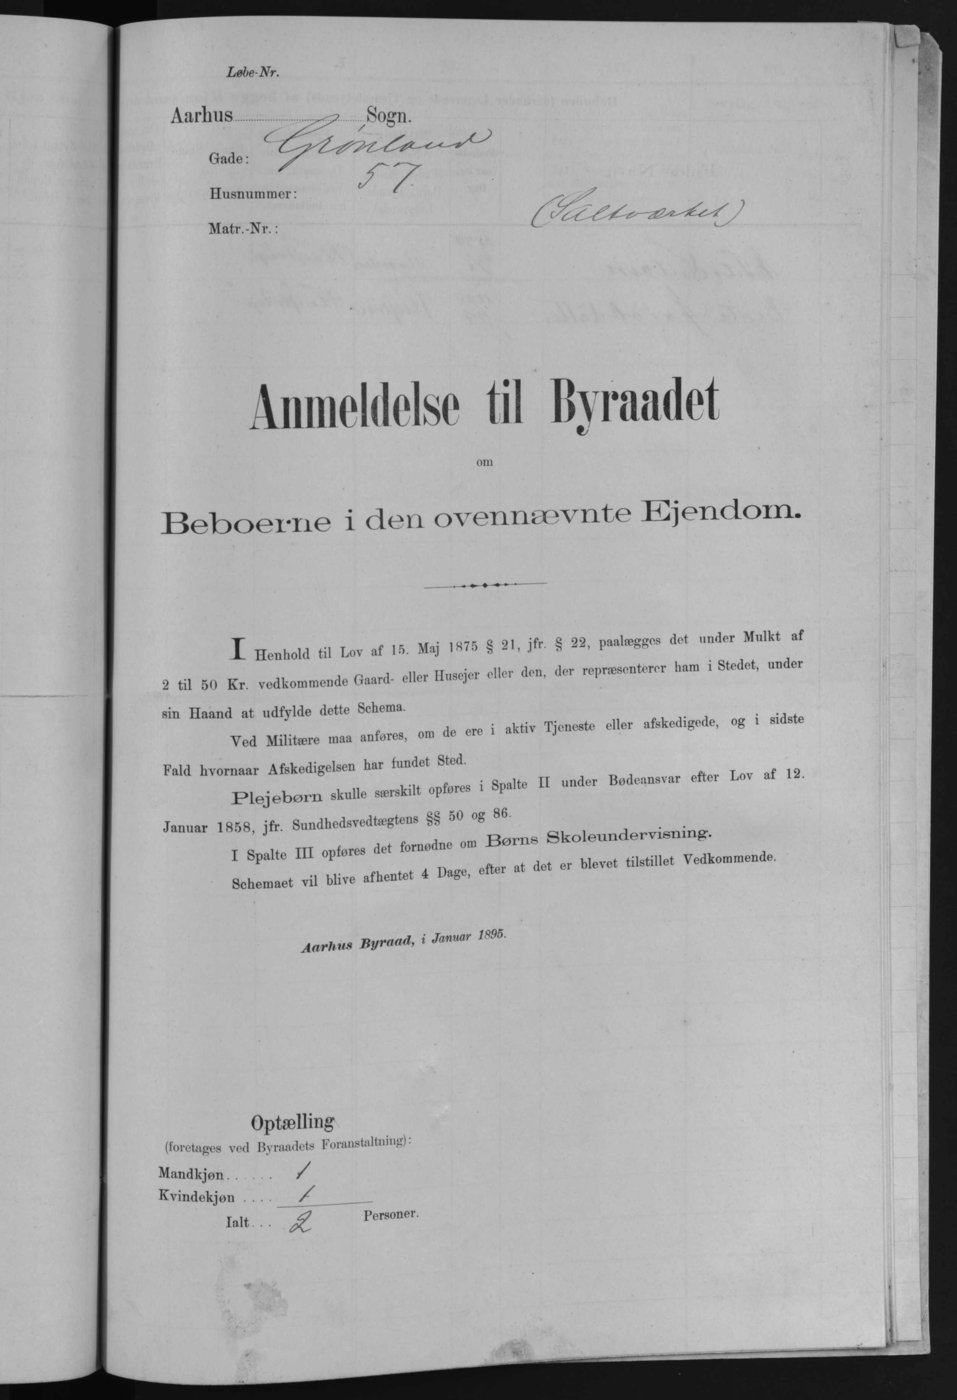 Løbe-Nr.
Aarhus Sogn.
Gade: Grønland
Husnummer: 57.
(Saltværket)
Matr.-Nr.:
Anmeldelse til Byraadet
om
Beboerne i den ovennævnte Ejendom.
I Henhold til Lov af 15. Maj 1875 § 21, jfr. § 22, paalægges det under Mulkt af
2 til 50 Kr. vedkommende Gaard- eller Husejer eller den, der repræsenterer ham i Stedet, under
sin Haand at udfylde dette Schema.
Ved Militære maa anføres, om de ere i aktiv Tjeneste eller afskedigede, og i sidste
Fald hvornaar Afskedigelsen har fundet Sted.
Plejebørn skulle særskilt opføres i Spalte II under Bødeansvar efter Lov af 12.
Januar 1858, jfr. Sundhedsvedtægtens §§ 50 og 86.
I Spalte III opføres det fornødne om Børns Skoleundervisning.
Schemaet vil blive afhentet 4 Dage, efter at det er blevet tilstillet Vedkommende.
Aarhus Byraad, i Januar 1895.
Optælling
(foretages ved Byraadets Foranstaltning):
Mandkjøn...... 1
Kvindekjøn .... 1
Ialt... 2 Personer.